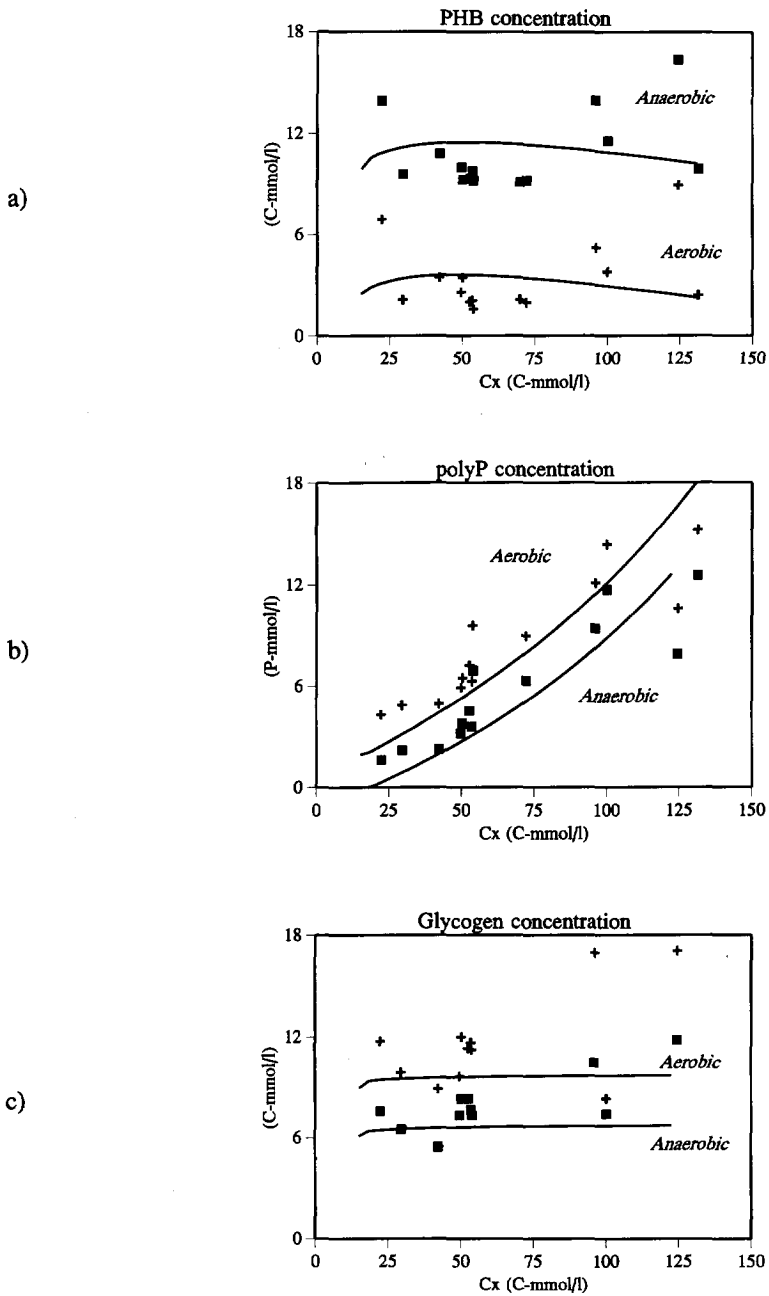 PHB concentration
18
12
6
0
(C-mmol/l)
a)
Anaerobic
Aerobic
0 25 50 75 100 125 150
Cx (C-mmol/l)
polyP concentration
18
12
6
0
(P-mmol/l)
b)
Aerobic
Anaerobic
0 25 50 75 100 125 150
Cx (C-mmol/l)
Glycogen concentration
18
12
6
0
(C-mmol/l)
c)
Aerobic
Anaerobic
0 25 50 75 100 125 150
Cx (C-mmol/l)